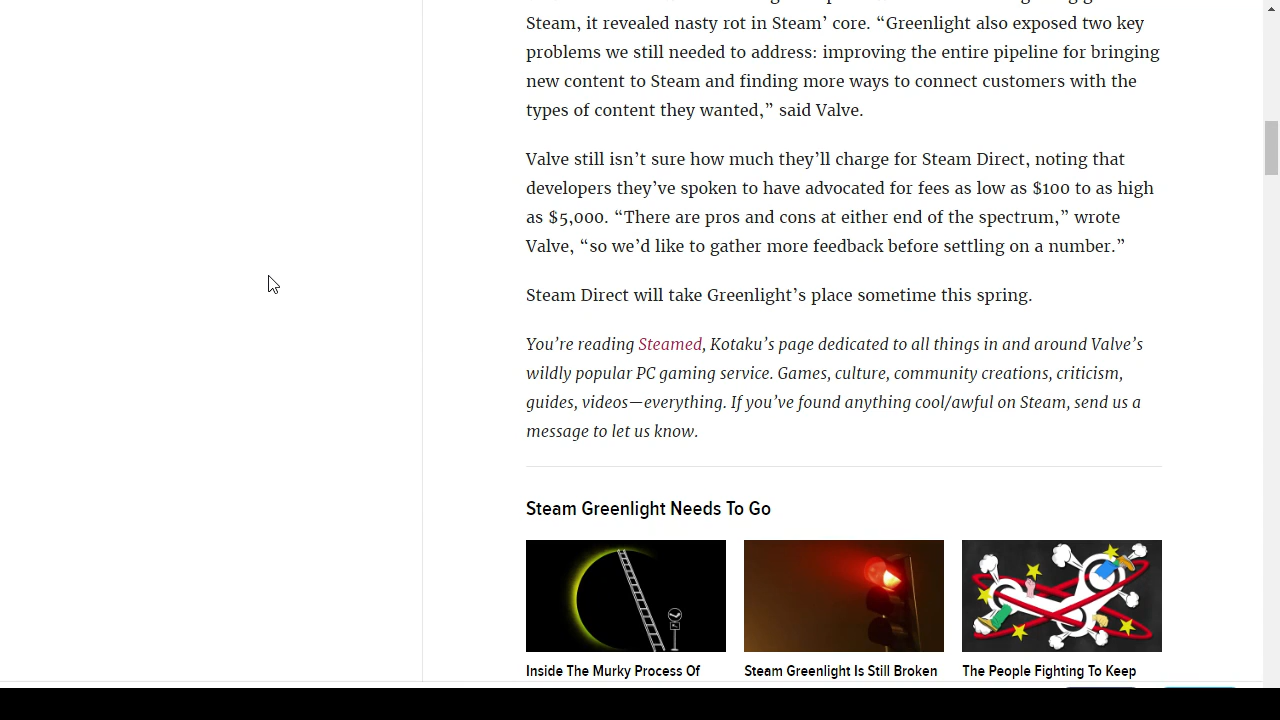 Steam, it revealed nasty rot in Steam’ core. “Greenlight also exposed two key
problems we still needed to address: improving the entire pipeline for bringing
new content to Steam and finding more ways to connect customers with the
types of content they wanted,” said Valve.
Valve still isn’t sure how much they’ll charge for Steam Direct, noting that
developers they’ve spoken to have advocated for fees as low as $100 to as high
as $5,000. “There are pros and cons at either end of the spectrum,” wrote
Valve, “so we’d like to gather more feedback before settling on a number.”
Steam Direct will take Greenlight’s place sometime this spring.
You’re reading Steamed, Kotaku’s page dedicated to all things in and around Valve’s
wildly popular PC gaming service. Games, culture, community creations, criticism,
guides, videos—everything. If you’ve found anything cool/awful on Steam, send us a
message to let us know.
Steam Greenlight Needs To Go
Inside The Murky Process Of
Steam Greenlight Is Still Broken
The People Fighting To Keep